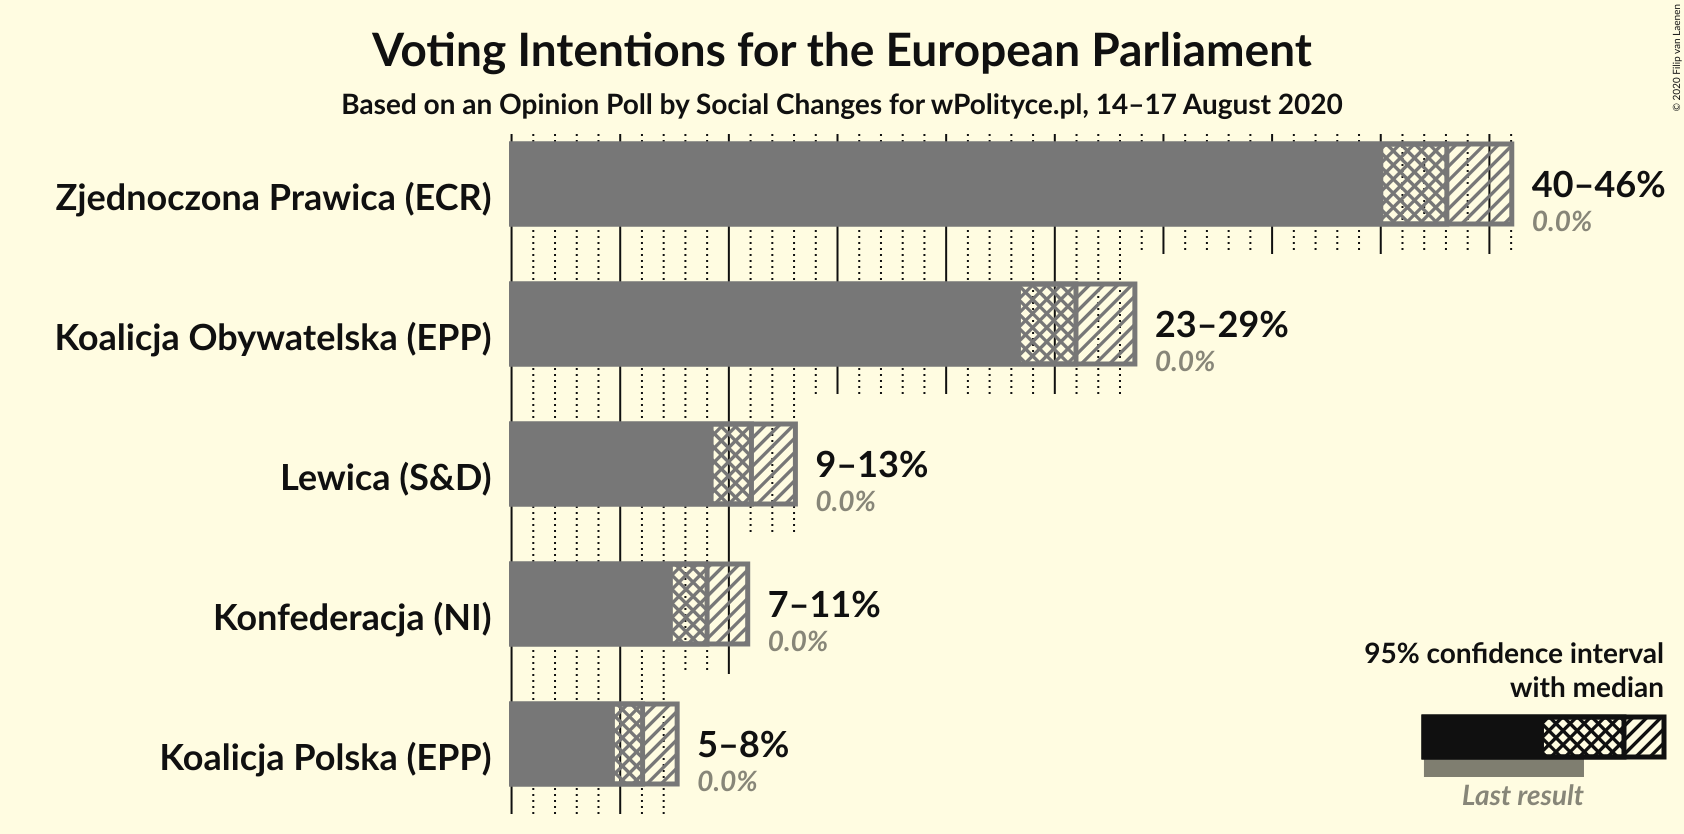 Voting Intentions for the European Parliament
Based on an Opinion Poll by Social Changes for wPolityce.pl, 14–17 August 2020
© 2020 Filip van Laenen
Zjednoczona Prawica (ECR)
40–46%
0.0%
Koalicja Obywatelska (EPP)
23–29%
0.0%
Lewica (S&D)
9–13%
0.0%
Konfederacja (NI)
7–11%
0.0%
Koalicja Polska (EPP)
5–8%
0.0%
95% confidence interval
with median
Last result